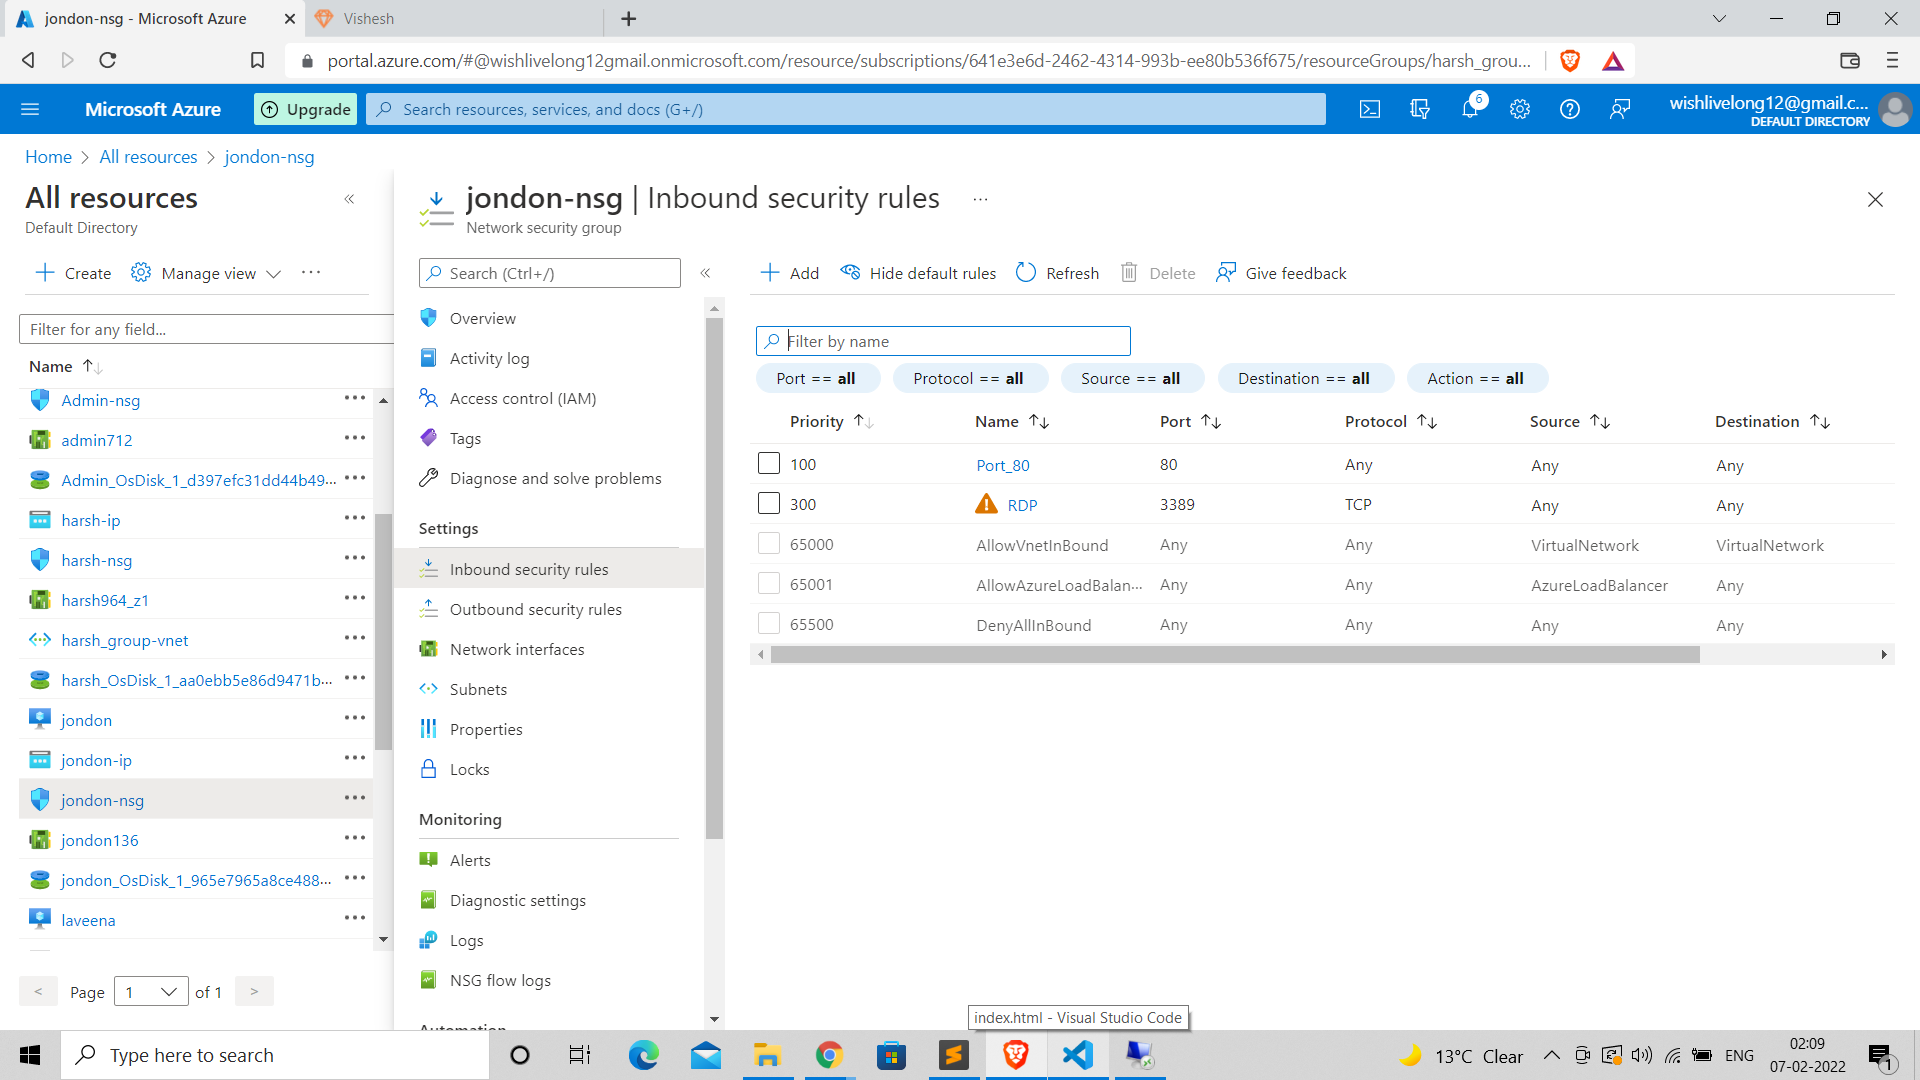 jondon-nsg - Microsoft Azure
Vishesh
portal.azure.com/#@wishlivelong12gmail.onmicrosoft.com/resource/subscriptions/641e3e6d-2462-4314-993b-ee80b536f675/resourceGroups/harsh_grou...
Microsoft Azure
Upgrade
Search resources, services, and docs (G+/)
6
wishlivelong12@gmail.c...
DEFAULT DIRECTORY
Home > All resources > jondon-nsg
All resources
Default Directory
Create
Manage view
Filter for any field...
Name
Admin-nsg
admin712
Admin_OsDisk_1_d397efc31dd44b49...
harsh-ip
harsh-nsg
harsh964_z1
harsh_group-vnet
harsh_OsDisk_1_aa0ebb5e86d9471b...
jondon
jondon-ip
jondon-nsg
jondon136
jondon_OsDisk_1_965e7965a8ce488...
laveena
< Page 1 of 1 >
jondon-nsg | Inbound security rules ...
Network security group
Search (Ctrl+/)
Overview
Activity log
Access control (IAM)
Tags
Diagnose and solve problems
Settings
Inbound security rules
Outbound security rules
Network interfaces
Subnets
Properties
Locks
Monitoring
Alerts
Diagnostic settings
Logs
NSG flow logs
Automation
Add Hide default rules Refresh Delete Give feedback
Filter by name
Port == all Protocol == all Source == all Destination == all Action == all
Priority Name Port Protocol Source Destination
100 Port_80 80 Any Any Any
300 RDP 3389 TCP Any Any
65000 AllowVnetInBound Any Any VirtualNetwork VirtualNetwork
65001 AllowAzureLoadBalan... Any Any AzureLoadBalancer Any
65500 DenyAllInBound Any Any Any Any
index.html - Visual Studio Code
Type here to search
13°C Clear
ENG
02:09
07-02-2022
1